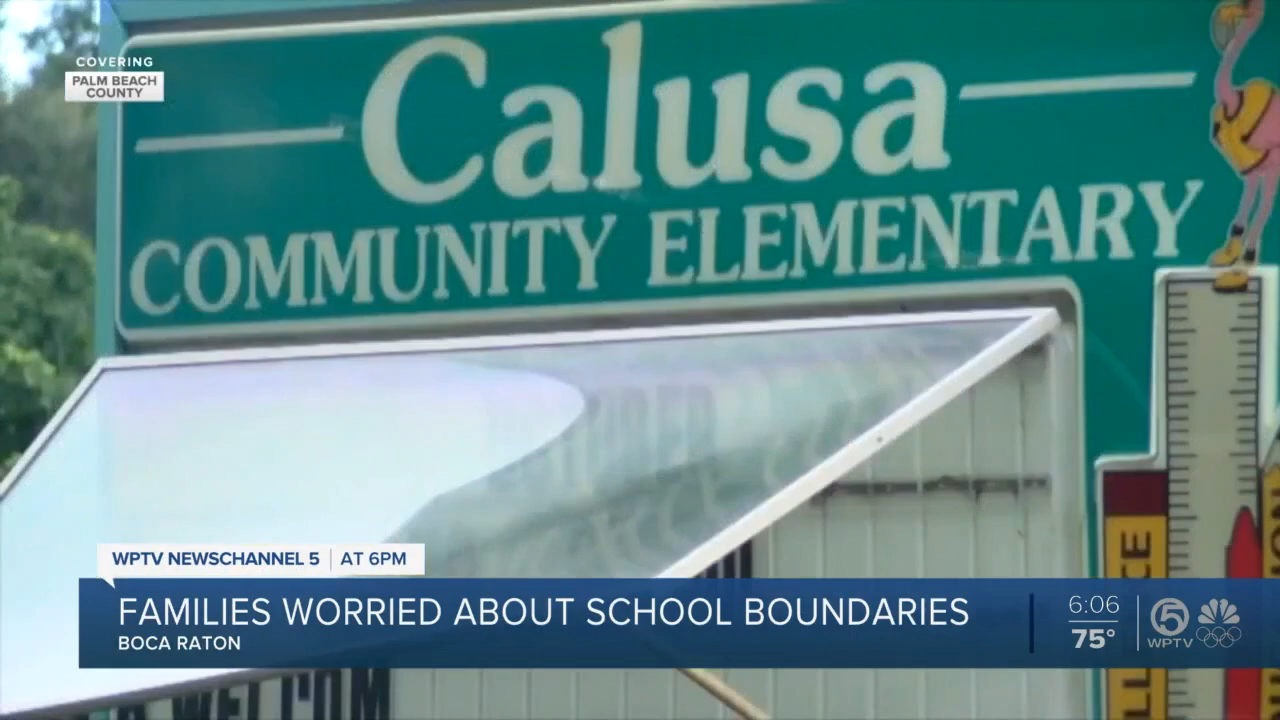 COVERING
PALM BEACH
COUNTY
Calusa
COMMUNITY ELEMENTARY
WPTV NEWSCHANNEL 5 | AT 6PM
FAMILIES WORRIED ABOUT SCHOOL BOUNDARIES
BOCA RATON
6:06
75°
5
WPTV